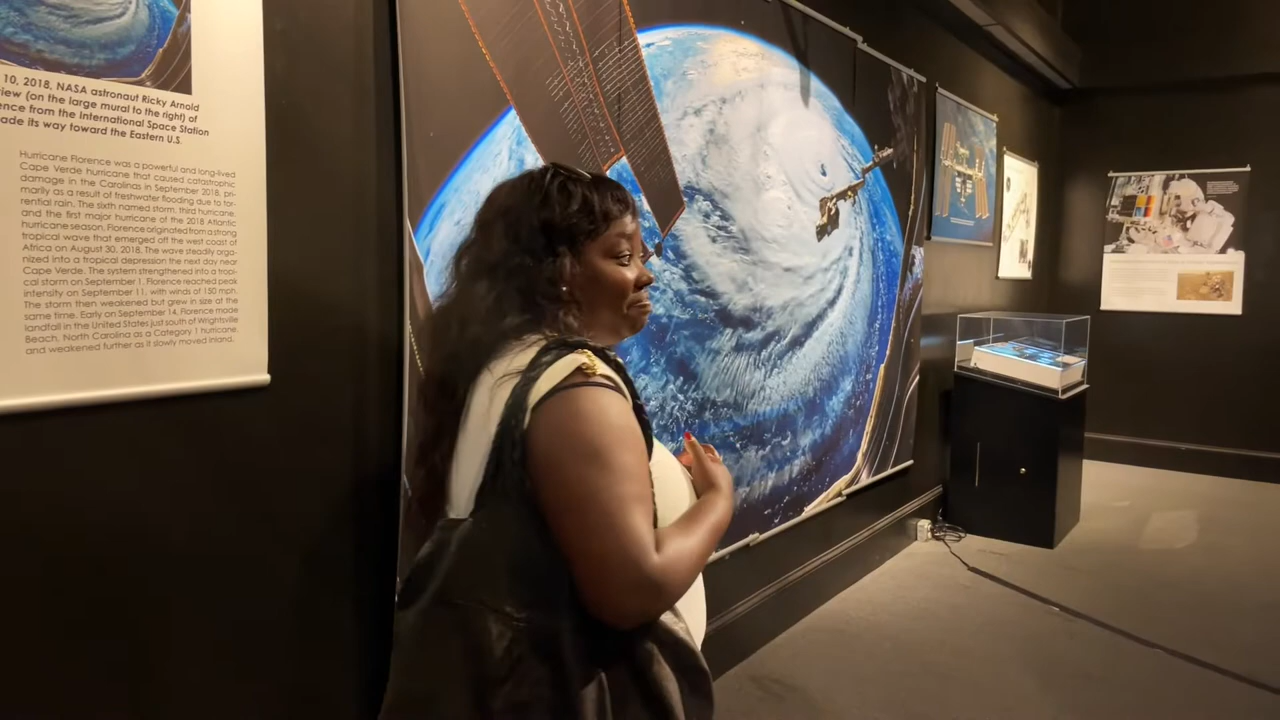 10, 2018, NASA astronaut Ricky Arnold
view (on the large mural to the right) of
ence from the International Space Station
ade its way toward the Eastern U.S.
Hurricane Florence was a powerful and long-lived
Cape Verde hurricane that caused catastrophic
damage in the Carolinas in September 2018, pri-
marily as a result of freshwater flooding due to tor-
rential rain. The sixth named storm, third hurricane,
and the first major hurricane of the 2018 Atlantic
hurricane season, Florence originated from a strong
tropical wave that emerged off the west coast of
Africa on August 30, 2018. The wave steadily orga-
nized into a tropical depression the next day near
Cape Verde. The system strengthened into a tropi-
cal storm on September 1. Florence reached peak
intensity on September 11, with winds of 150 mph.
The storm then weakened but grew in size at the
same time. Early on September 14, Florence made
landfall in the United States just south of Wrightsville
Beach, North Carolina as a Category 1 hurricane,
and weakened further as it slowly moved inland.